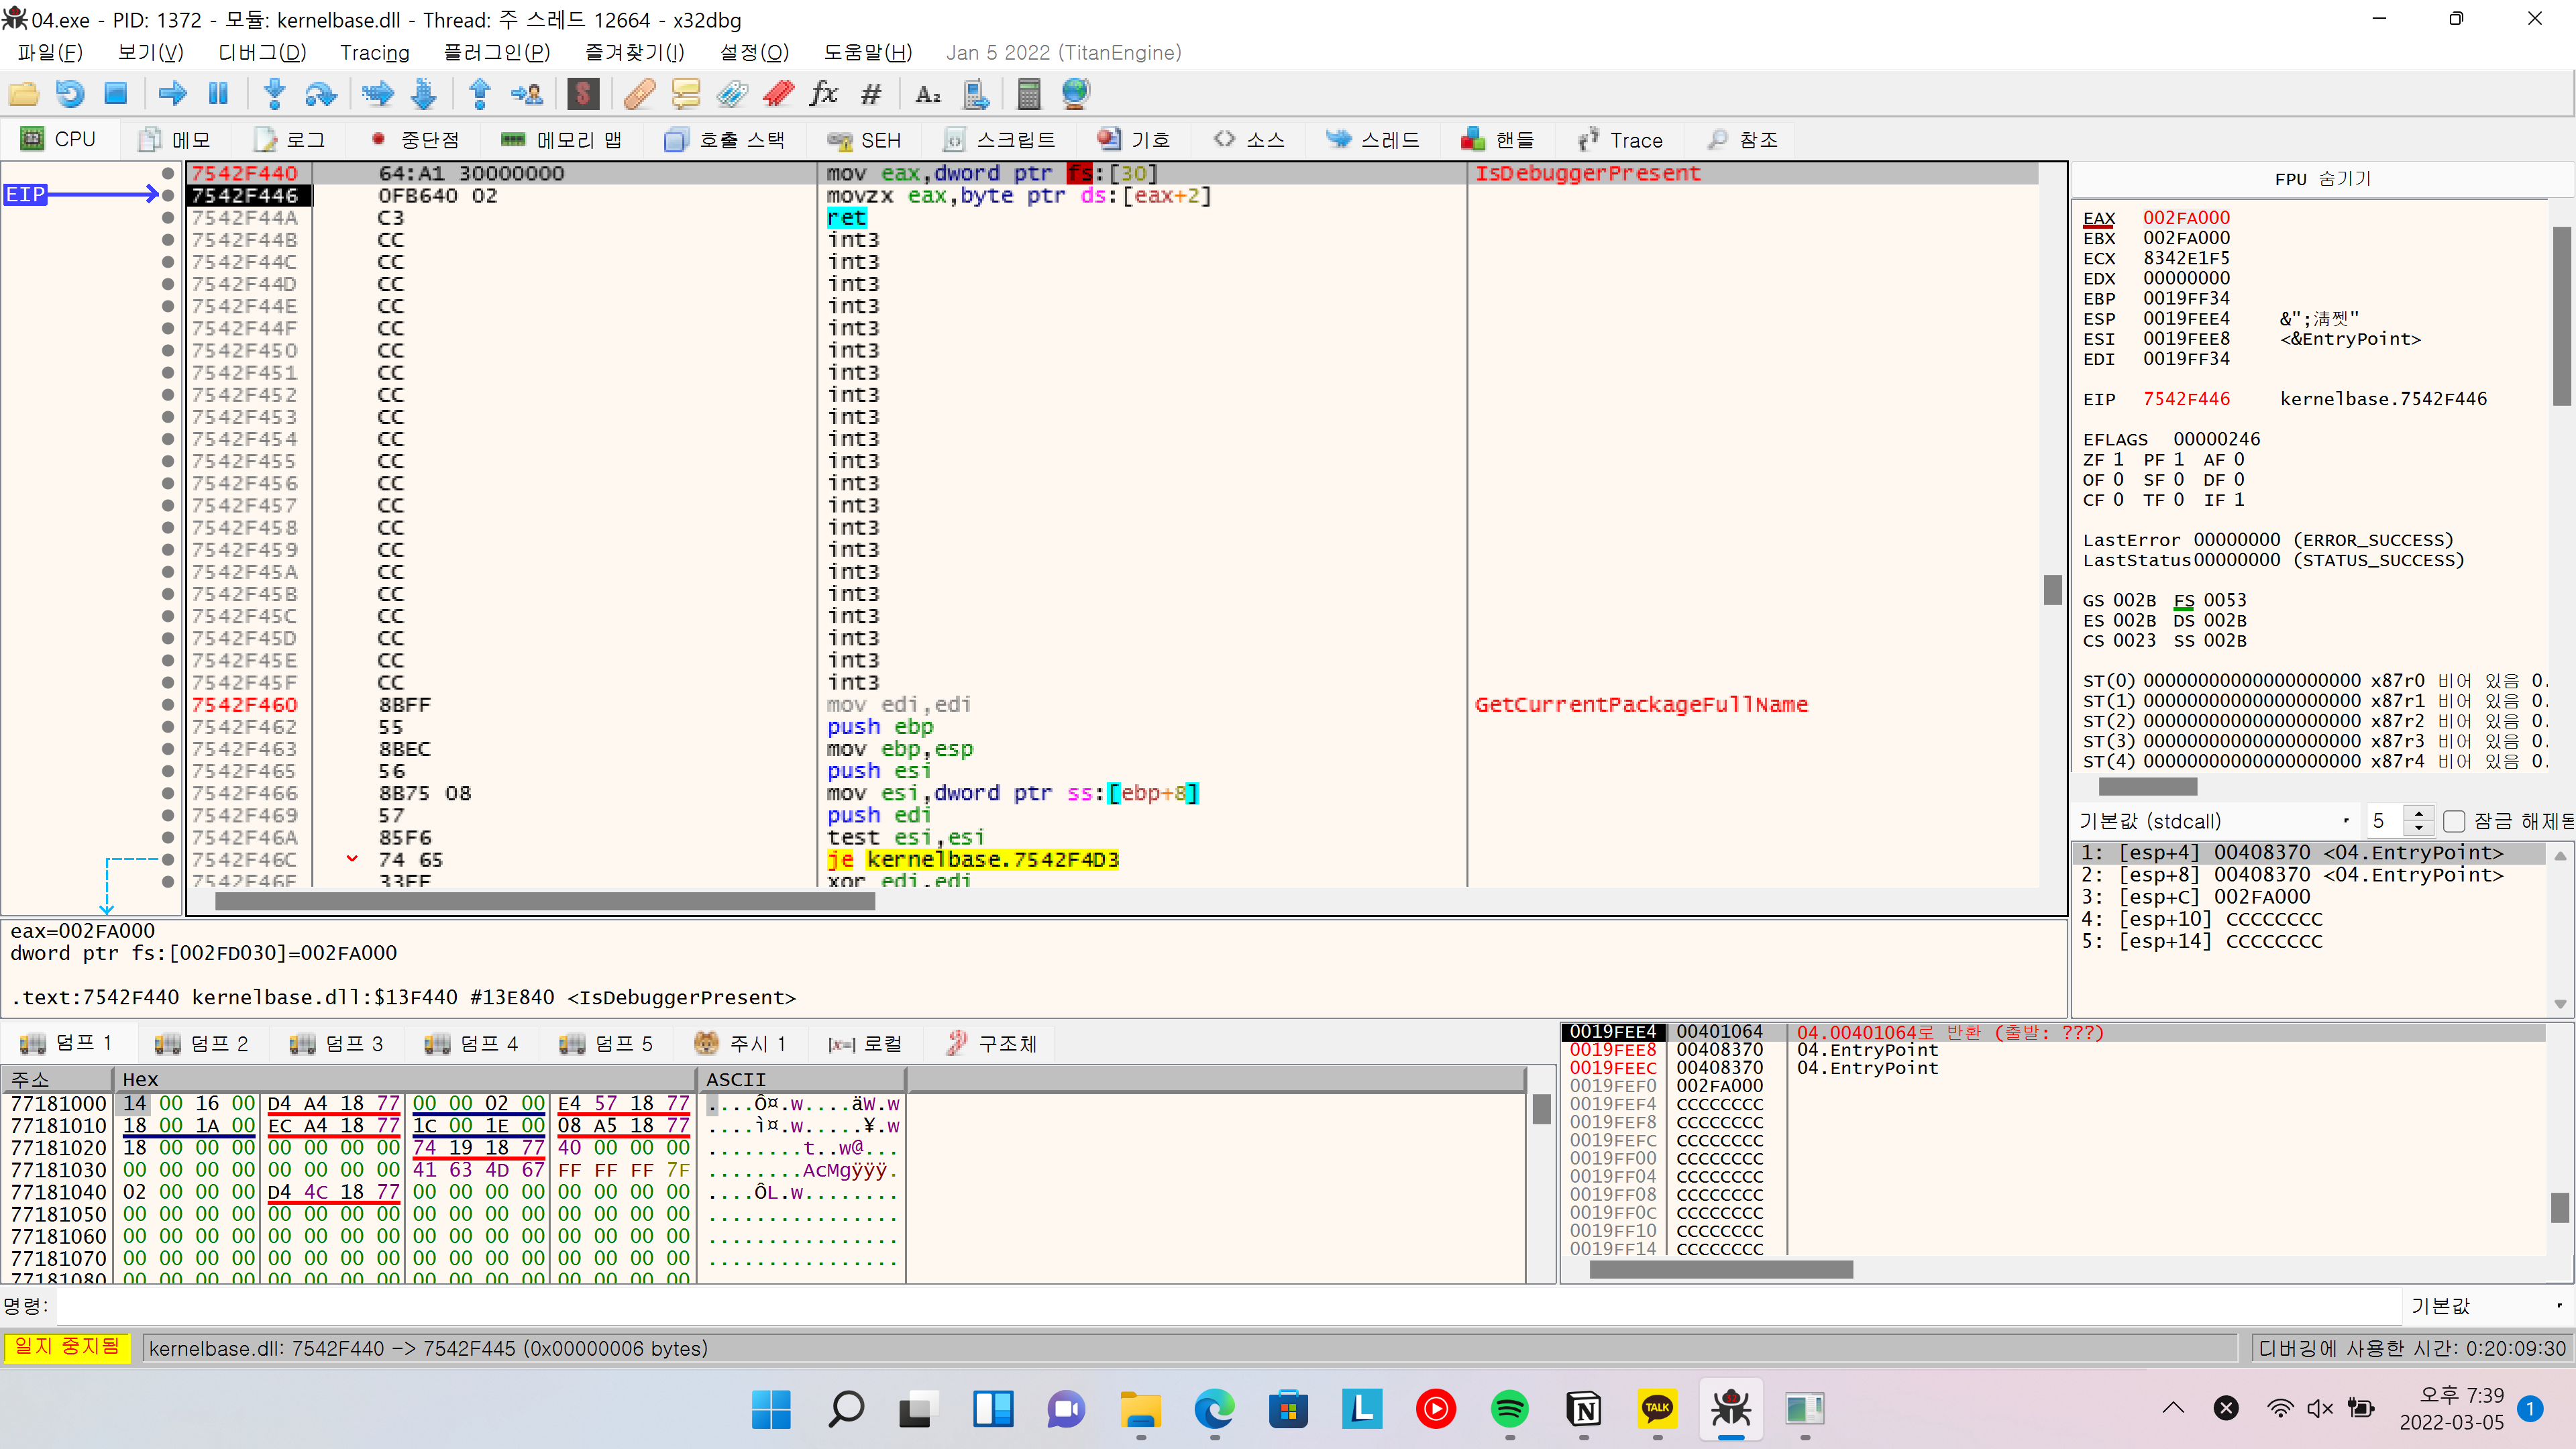 04.exe - PID: 1372 - 모듈: kernelbase.dll - Thread: 주 스레드 12664 - x32dbg
파일(F) 보기(V) 디버그(D) Tracing 플러그인(P) 즐겨찾기(I) 설정(O) 도움말(H) Jan 5 2022 (TitanEngine)
CPU 메모 로그 중단점 메모리 맵 호출 스택 SEH 스크립트 기호 소스 스레드 핸들 Trace 참조
7542F440 64:A1 30000000 mov eax,dword ptr fs:[30] IsDebuggerPresent
EIP 7542F446 0FB640 02 movzx eax,byte ptr ds:[eax+2]
7542F44A C3 ret
7542F44B CC int3
7542F44C CC int3
7542F44D CC int3
7542F44E CC int3
7542F44F CC int3
7542F450 CC int3
7542F451 CC int3
7542F452 CC int3
7542F453 CC int3
7542F454 CC int3
7542F455 CC int3
7542F456 CC int3
7542F457 CC int3
7542F458 CC int3
7542F459 CC int3
7542F45A CC int3
7542F45B CC int3
7542F45C CC int3
7542F45D CC int3
7542F45E CC int3
7542F45F CC int3
7542F460 8BFF mov edi,edi GetCurrentPackageFullName
7542F462 55 push ebp
7542F463 8BEC mov ebp,esp
7542F465 56 push esi
7542F466 8B75 08 mov esi,dword ptr ss:[ebp+8]
7542F469 57 push edi
7542F46A 85F6 test esi,esi
7542F46C 74 65 je kernelbase.7542F4D3
7542F46E 33FF xor edi,edi
FPU 숨기기
EAX 002FA000
EBX 002FA000
ECX 8342E1F5
EDX 00000000
EBP 0019FF34
ESP 0019FEE4 &";淸쩻"
ESI 0019FEE8 <&EntryPoint>
EDI 0019FF34
EIP 7542F446 kernelbase.7542F446
EFLAGS 00000246
ZF 1 PF 1 AF 0
OF 0 SF 0 DF 0
CF 0 TF 0 IF 1
LastError 00000000 (ERROR_SUCCESS)
LastStatus 00000000 (STATUS_SUCCESS)
GS 002B FS 0053
ES 002B DS 002B
CS 0023 SS 002B
ST(0) 00000000000000000000 x87r0 비어 있음 0.
ST(1) 00000000000000000000 x87r1 비어 있음 0.
ST(2) 00000000000000000000 x87r2 비어 있음 0.
ST(3) 00000000000000000000 x87r3 비어 있음 0.
ST(4) 00000000000000000000 x87r4 비어 있음 0.
기본값 (stdcall) 5 잠금 해제됨
1: [esp+4] 00408370 <04.EntryPoint>
2: [esp+8] 00408370 <04.EntryPoint>
3: [esp+C] 002FA000
4: [esp+10] CCCCCCCC
5: [esp+14] CCCCCCCC
eax=002FA000
dword ptr fs:[002FD030]=002FA000
.text:7542F440 kernelbase.dll:$13F440 #13E840 <IsDebuggerPresent>
덤프 1 덤프 2 덤프 3 덤프 4 덤프 5 주시 1 [x=] 로컬 구조체
주소 Hex ASCII
77181000 14 00 16 00 D4 A4 18 77 00 00 02 00 E4 57 18 77 ....Ô¤.w....äW.w
77181010 18 00 1A 00 EC A4 18 77 1C 00 1E 00 08 A5 18 77 ....ì¤.w.....¥.w
77181020 18 00 00 00 00 00 00 00 74 19 18 77 40 00 00 00 ........t..w@...
77181030 00 00 00 00 00 00 00 00 41 63 4D 67 FF FF FF 7F ........AcMgÿÿÿ.
77181040 02 00 00 00 D4 4C 18 77 00 00 00 00 00 00 00 00 ....ÔL.w........
77181050 00 00 00 00 00 00 00 00 00 00 00 00 00 00 00 00 ................
77181060 00 00 00 00 00 00 00 00 00 00 00 00 00 00 00 00 ................
77181070 00 00 00 00 00 00 00 00 00 00 00 00 00 00 00 00 ................
77181080 00 00 00 00 00 00 00 00 00 00 00 00 00 00 00 00
0019FEE4 00401064 04.00401064로 반환 (출발: ???)
0019FEE8 00408370 04.EntryPoint
0019FEEC 00408370 04.EntryPoint
0019FEF0 002FA000
0019FEF4 CCCCCCCC
0019FEF8 CCCCCCCC
0019FEFC CCCCCCCC
0019FF00 CCCCCCCC
0019FF04 CCCCCCCC
0019FF08 CCCCCCCC
0019FF0C CCCCCCCC
0019FF10 CCCCCCCC
0019FF14 CCCCCCCC
명령: 기본값
일지 중지됨 kernelbase.dll: 7542F440 -> 7542F445 (0x00000006 bytes) 디버깅에 사용한 시간: 0:20:09:30
TALK
오후 7:39
2022-03-05 1